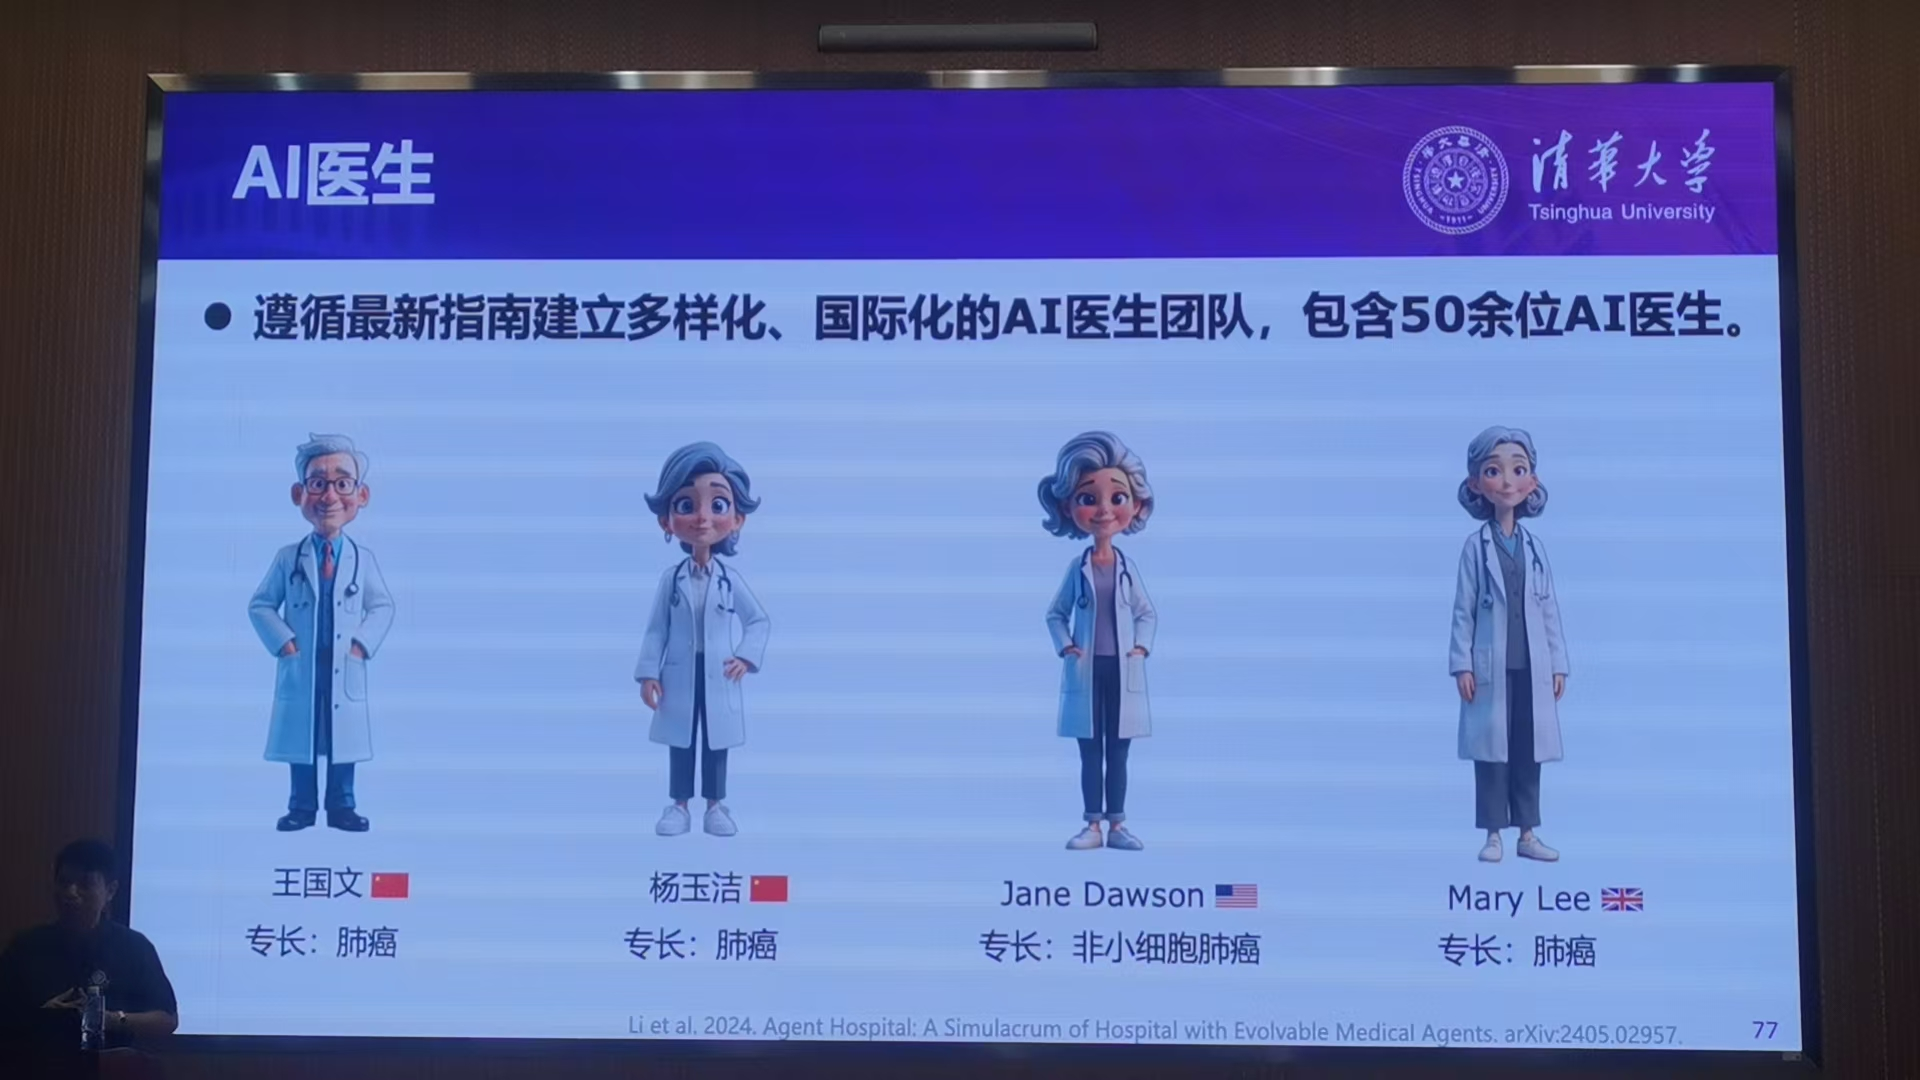 AI医生
清華大学
Tsinghua University
● 遵循最新指南建立多样化、国际化的AI医生团队，包含50余位AI医生。
王国文
专长：肺癌
杨玉洁
专长：肺癌
Jane Dawson
专长：非小细胞肺癌
Mary Lee
专长：肺癌
Li et al. 2024. Agent Hospital: A Simulacrum of Hospital with Evolvable Medical Agents. arXiv:2405.02957.
77